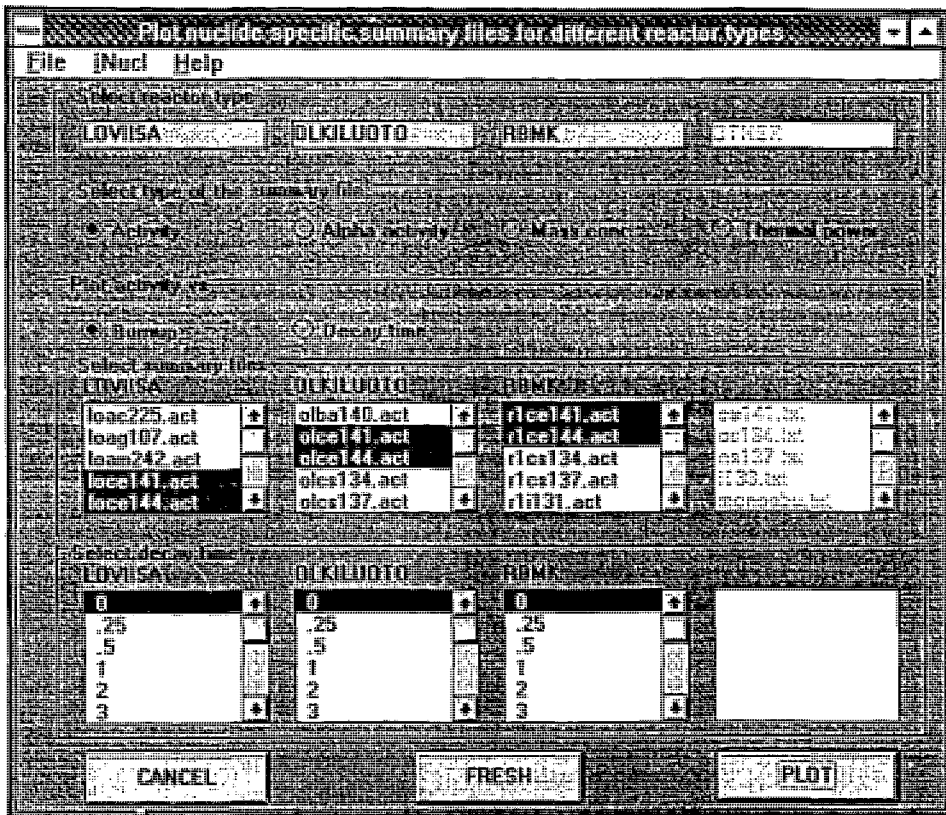 Plot nuclide specific summary files for different reactor types
File INucl Help
Select reactor type
LOVIISA OLKILUOTO RBMK OTHER
Select type of the summary file
Activity Alpha activity Mass conc. Thermal power
Plot activity vs.
Burnup Decay time
Select summary files
LOVIISA OLKILUOTO RBMK
loac225.act olba140.act r1ce141.act
loag107.act olce141.act r1ce144.act
loam242.act olce144.act r1cs134.act cs134.txt
loce141.act olcs134.act r1cs137.act cs137.txt
loce144.act olcs137.act r1i131.act
Select decay time
LOVIISA OLKILUOTO RBMK
0 0 0
.25 .25 .25
.5 .5 .5
1 1 1
2 2 2
3 3 3
CANCEL FRESH PLOT